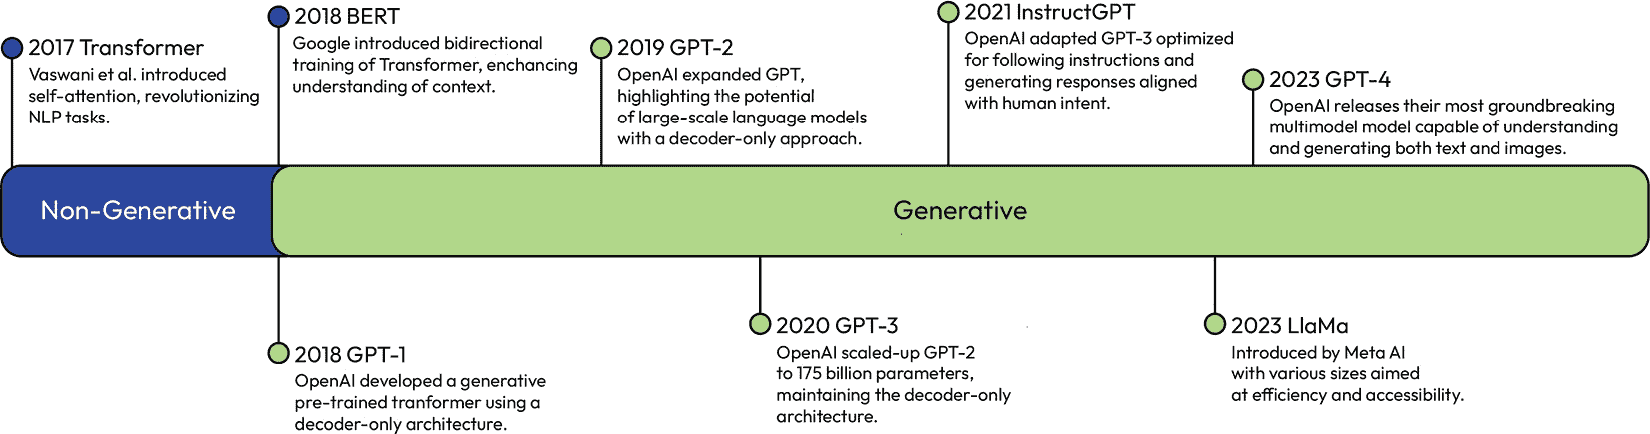 2017 Transformer
Vaswani et al. introduced
self-attention, revolutionizing
NLP tasks.
2018 BERT
Google introduced bidirectional
training of Transformer, enchancing
understanding of context.
2019 GPT-2
OpenAI expanded GPT,
highlighting the potential
of large-scale language models
with a decoder-only approach.
2021 InstructGPT
OpenAI adapted GPT-3 optimized
for following instructions and
generating responses aligned
with human intent.
2023 GPT-4
OpenAI releases their most groundbreaking
multimodel model capable of understanding
and generating both text and images.
Non-Generative
Generative
2018 GPT-1
OpenAI developed a generative
pre-trained tranformer using a
decoder-only architecture.
2020 GPT-3
OpenAI scaled-up GPT-2
to 175 billion parameters,
maintaining the decoder-only
architecture.
2023 LlaMa
Introduced by Meta AI
with various sizes aimed
at efficiency and accessibility.